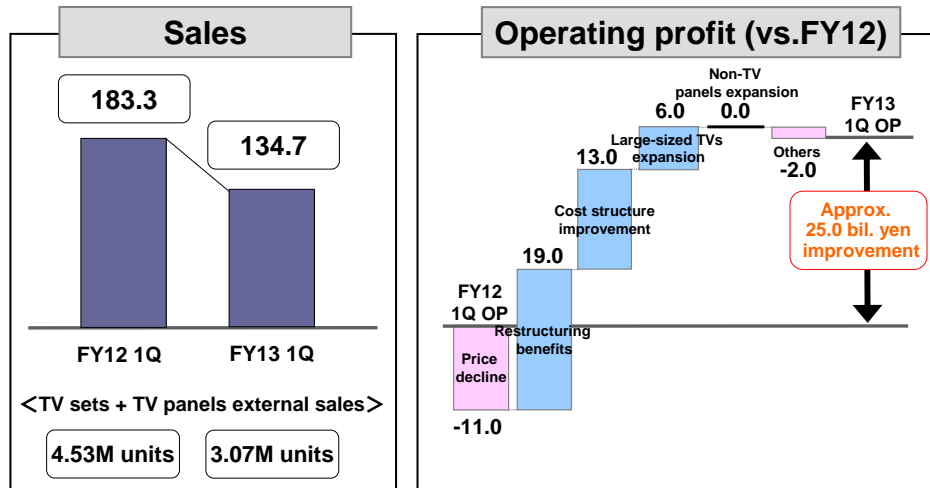 Sales
183.3
134.7
FY12 1Q
FY13 1Q
<TV sets + TV panels external sales>
4.53M units
3.07M units
Operating profit (vs.FY12)
FY12
1Q OP
Price
decline
-11.0
19.0
Restructuring
benefits
13.0
Cost structure
improvement
6.0
Large-sized TVs
expansion
Non-TV
panels expansion
0.0
Others
-2.0
FY13
1Q OP
Approx.
25.0 bil. yen
improvement